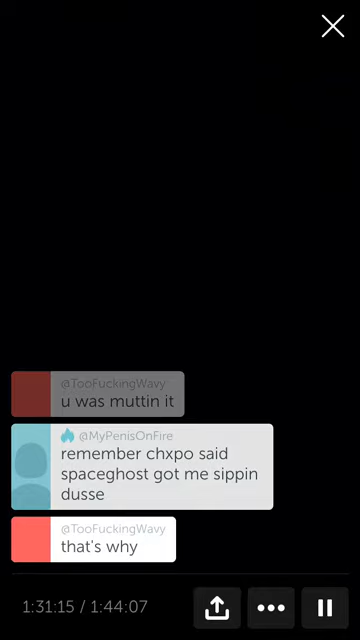 @TooFuckingWavy
u was muttin it
@MyPenisOnFire
remember chxpo said
spaceghost got me sippin
dusse
@TooFuckingWavy
that's why
1:31:15 / 1:44:07